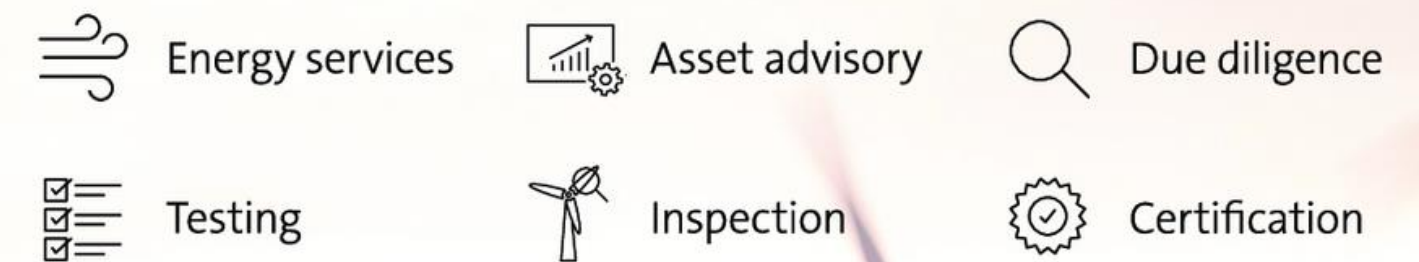 Energy services
Asset advisory
Due diligence
Testing
Inspection
Certification